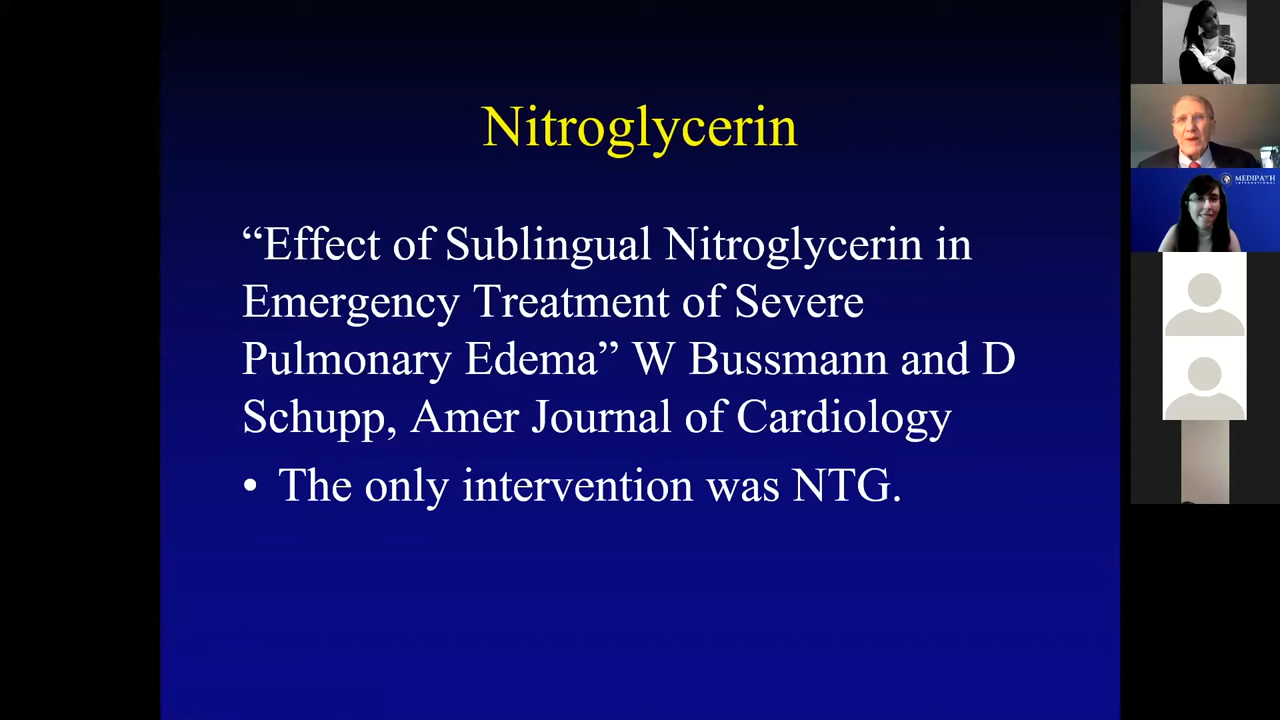 Nitroglycerin
“Effect of Sublingual Nitroglycerin in
Emergency Treatment of Severe
Pulmonary Edema” W Bussmann and D
Schupp, Amer Journal of Cardiology
• The only intervention was NTG.
MEDIPATH
INTERNATIONAL